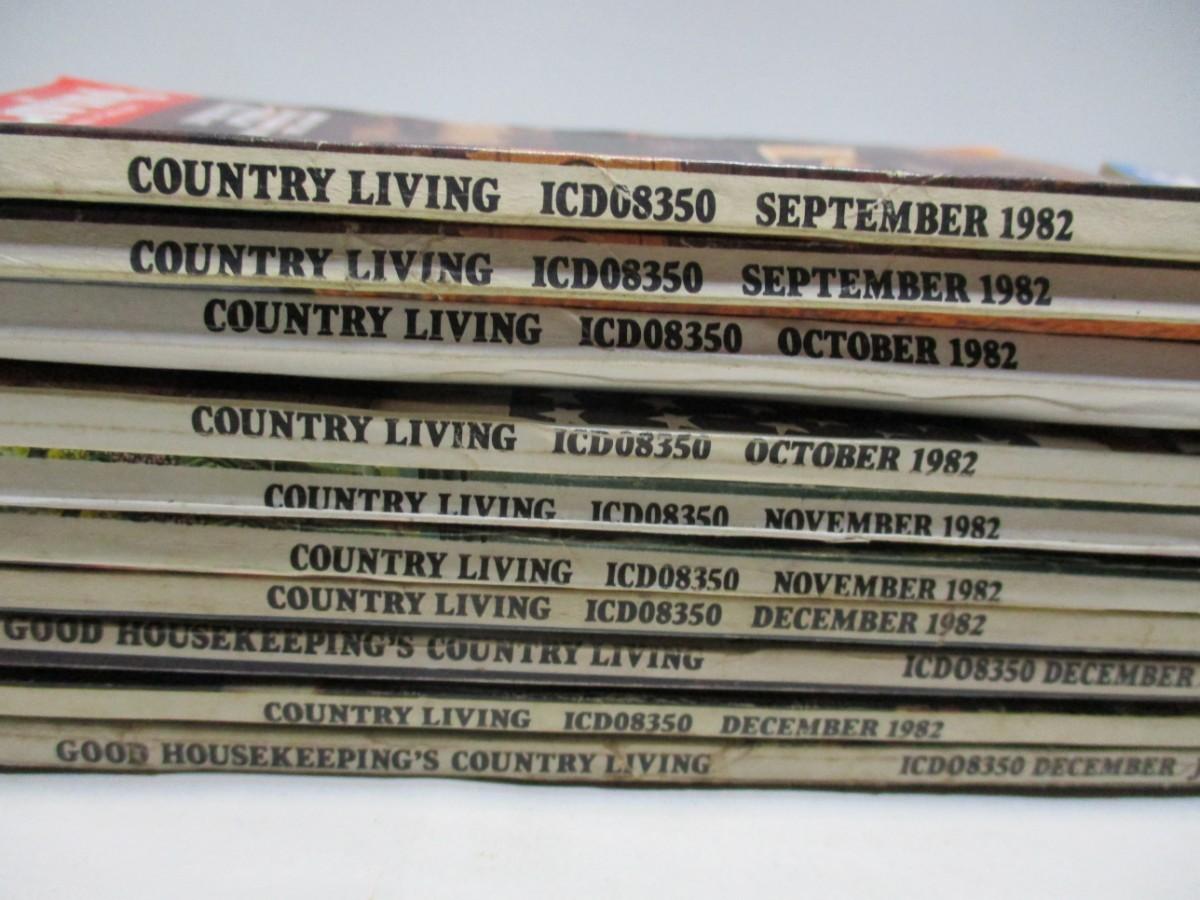 COUNTRY LIVING ICD08350 SEPTEMBER 1982
COUNTRY LIVING ICD08350 SEPTEMBER 1982
COUNTRY LIVING ICD08350 OCTOBER 1982
COUNTRY LIVING ICD08350 OCTOBER 1982
COUNTRY LIVING ICD08350 NOVEMBER 1982
COUNTRY LIVING ICD08350 NOVEMBER 1982
COUNTRY LIVING ICD08350 DECEMBER 1982
GOOD HOUSEKEEPING'S COUNTRY LIVING ICDO8350 DECEMBER
COUNTRY LIVING ICD08350 DECEMBER 1982
GOOD HOUSEKEEPING'S COUNTRY LIVING ICDO8350 DECEMBER